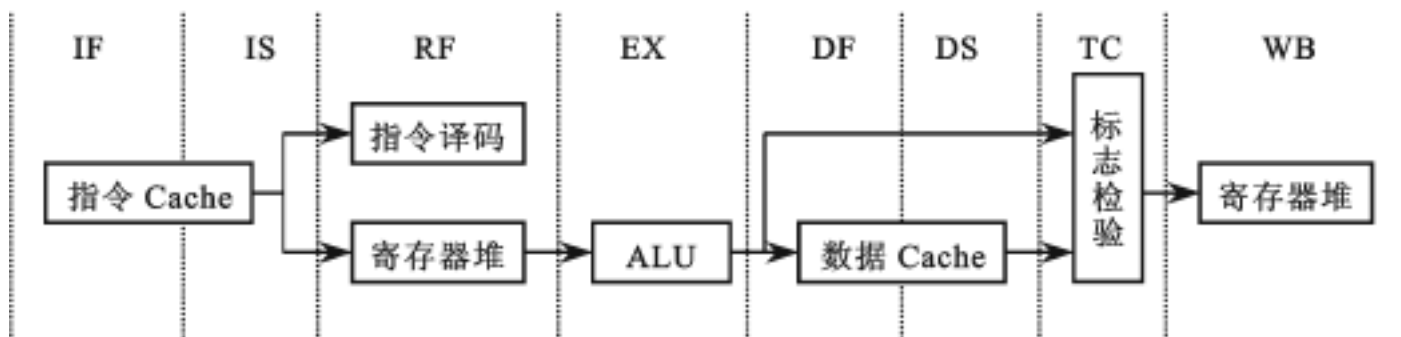 IF IS RF EX DF DS TC WB
指令译码
标志检验
指令 Cache
寄存器堆
寄存器堆
ALU
数据 Cache